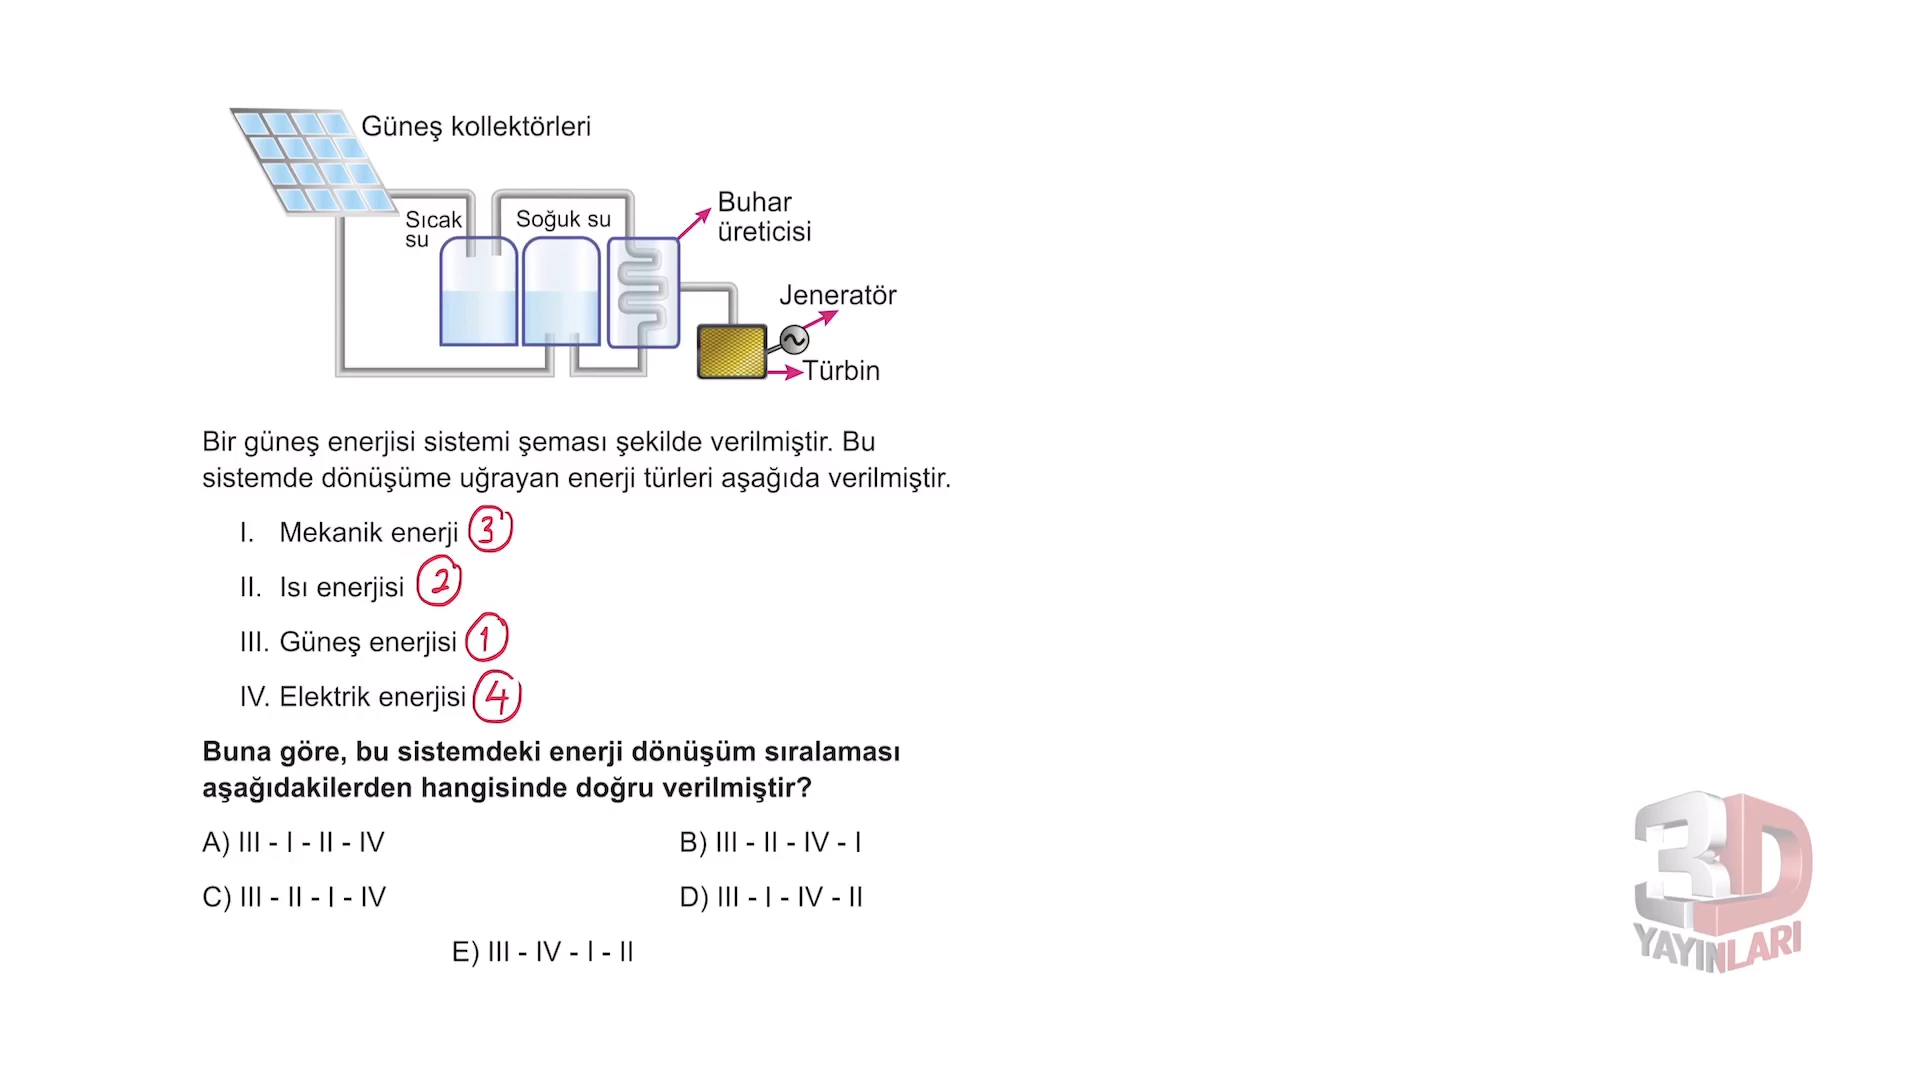 Güneş kollektörleri
Sıcak
su
Soğuk su
Buhar
üreticisi
Jeneratör
Türbin
Bir güneş enerjisi sistemi şeması şekilde verilmiştir. Bu
sistemde dönüşüme uğrayan enerji türleri aşağıda verilmiştir.
I. Mekanik enerji 3
II. Isı enerjisi 2
III. Güneş enerjisi 1
IV. Elektrik enerjisi 4
Buna göre, bu sistemdeki enerji dönüşüm sıralaması
aşağıdakilerden hangisinde doğru verilmiştir?
A) III - I - II - IV
B) III - II - IV - I
C) III - II - I - IV
D) III - I - IV - II
E) III - IV - I - II
3D
YAYINLARI